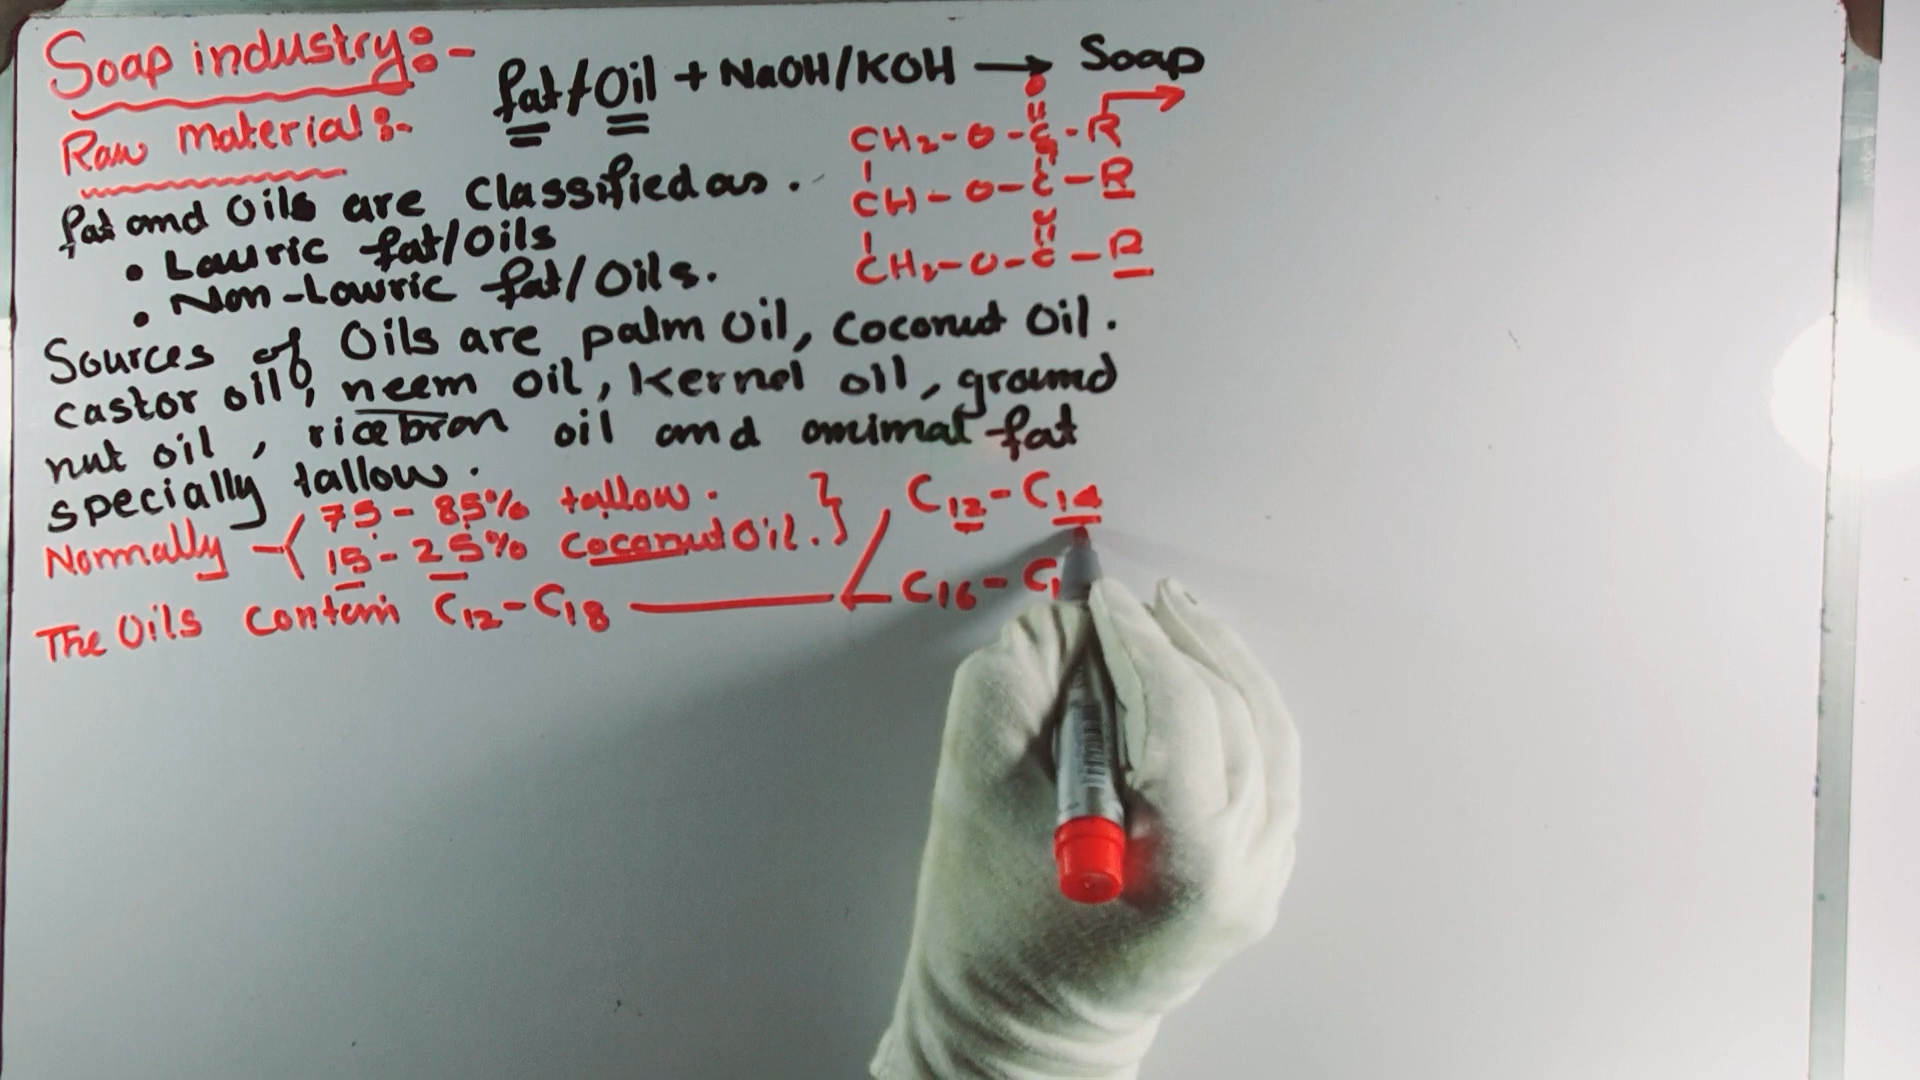 Soap industry:-
fat/Oil + NaOH/KOH → Soap
Raw material:-
CH2-O-C-R
CH-O-C-R
CH2-O-C-R
fat and Oils are Classified as.
• Lauric fat/Oils
• Non-Lauric fat/Oils.
Sources of Oils are palm Oil, Coconut Oil.
castor oil, neem oil, kernel oil, ground
nut oil, rice bran oil and animal fat
specially tallow.
Normally - { 75-85% tallow.
15-25% Coconut Oil. }
C12-C14
The Oils contain C12-C18
C16-C1